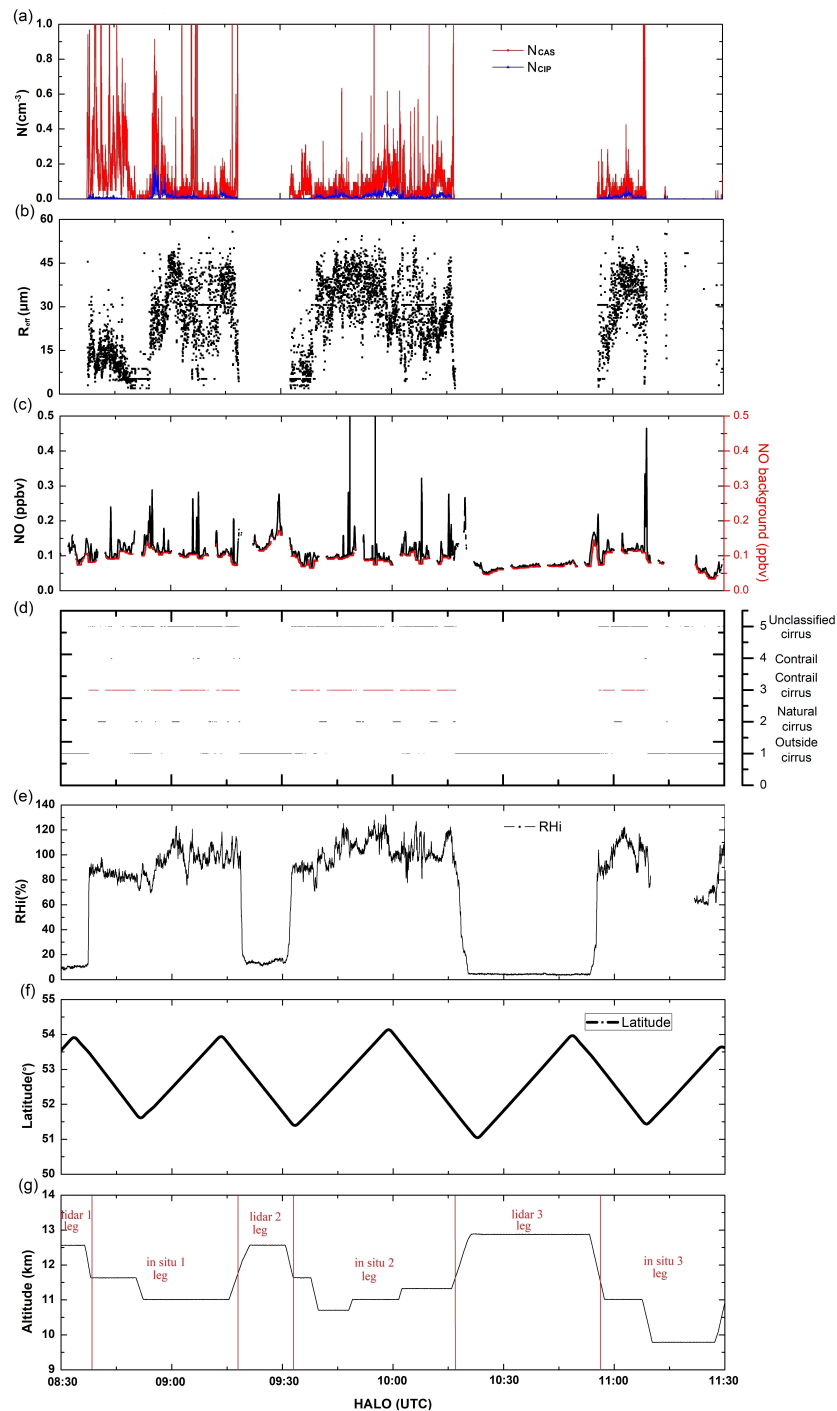 (a)
1.0
0.8
0.6
0.4
0.2
0.0
N(cm-3)
NCAS
NCIP
(b)
60
45
30
15
0
Reff (μm)
(c)
0.5
0.4
0.3
0.2
0.1
0.0
NO (ppbv)
0.5
0.4
0.3
0.2
0.1
0.0
NO background (ppbv)
(d)
5 Unclassified
cirrus
4 Contrail
3 Contrail
cirrus
2 Natural
cirrus
1 Outside
cirrus
0
(e)
140
120
100
80
60
40
20
0
RHi(%)
RHi
(f)
55
54
53
52
51
50
Latitude(°)
Latitude
(g)
14
13
12
11
10
9
Altitude (km)
lidar 1
leg
in situ 1
leg
lidar 2
leg
in situ 2
leg
lidar 3
leg
in situ 3
leg
08:30 09:00 09:30 10:00 10:30 11:00 11:30
HALO (UTC)